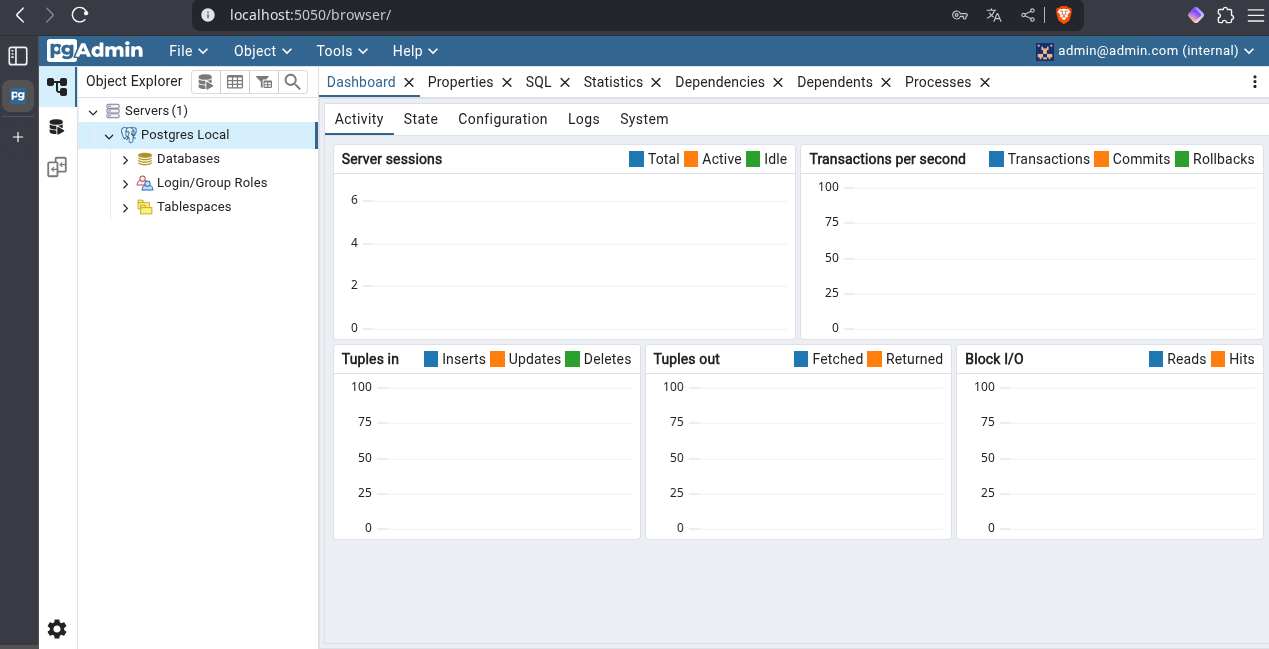 localhost:5050/browser/
pgAdmin File Object Tools Help admin@admin.com (internal)
pg
Object Explorer
Servers (1)
Postgres Local
Databases
Login/Group Roles
Tablespaces
Dashboard Properties SQL Statistics Dependencies Dependents Processes
Activity State Configuration Logs System
Server sessions Total Active Idle
6
4
2
0
Transactions per second Transactions Commits Rollbacks
100
75
50
25
0
Tuples in Inserts Updates Deletes
100
75
50
25
0
Tuples out Fetched Returned
100
75
50
25
0
Block I/O Reads Hits
100
75
50
25
0